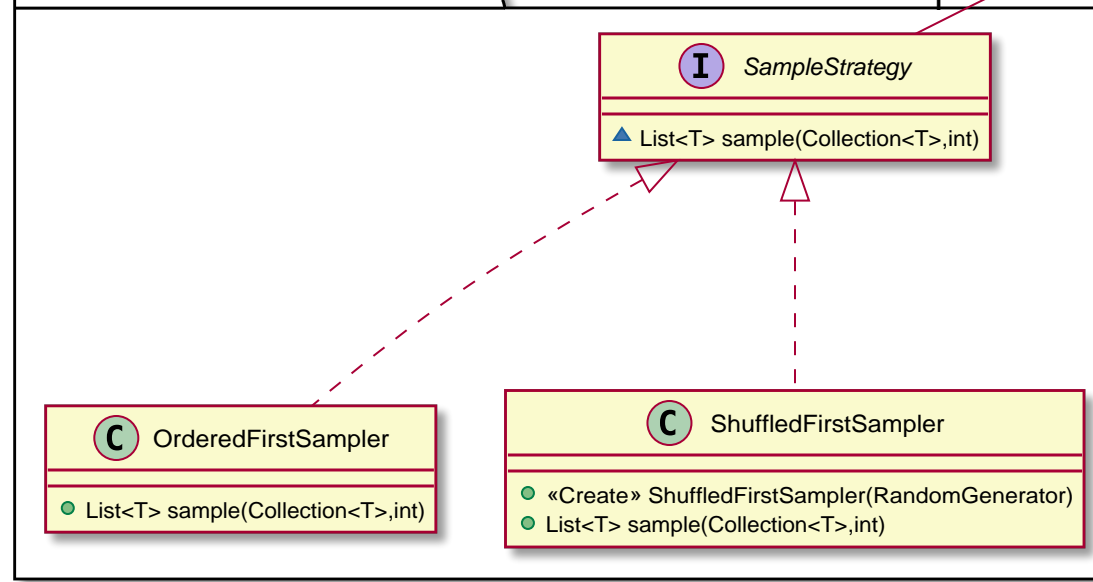 I SampleStrategy
List<T> sample(Collection<T>,int)
C OrderedFirstSampler
List<T> sample(Collection<T>,int)
C ShuffledFirstSampler
«Create» ShuffledFirstSampler(RandomGenerator)
List<T> sample(Collection<T>,int)